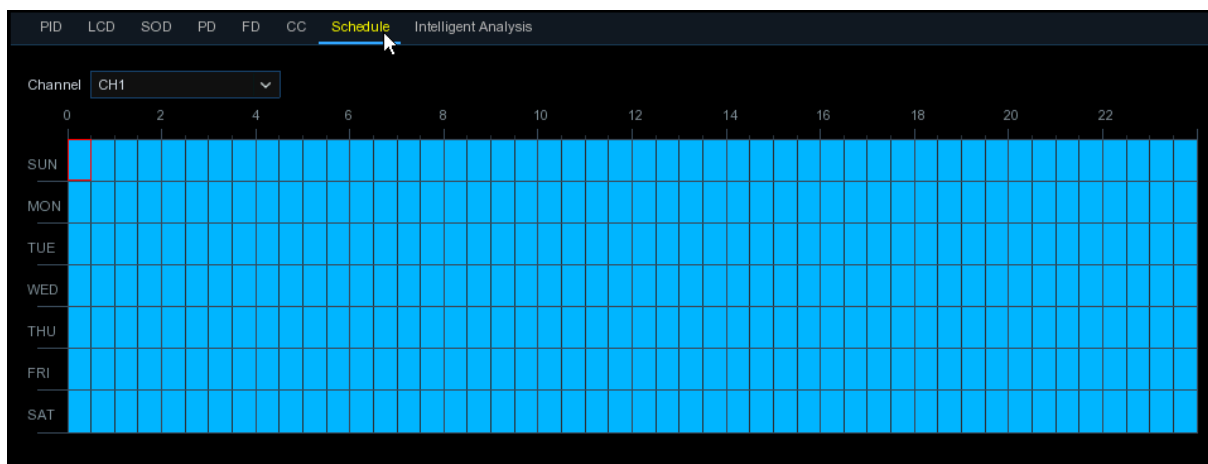 PID LCD SOD PD FD CC Schedule Intelligent Analysis
Channel CH1
0 2 4 6 8 10 12 14 16 18 20 22
SUN
MON
TUE
WED
THU
FRI
SAT